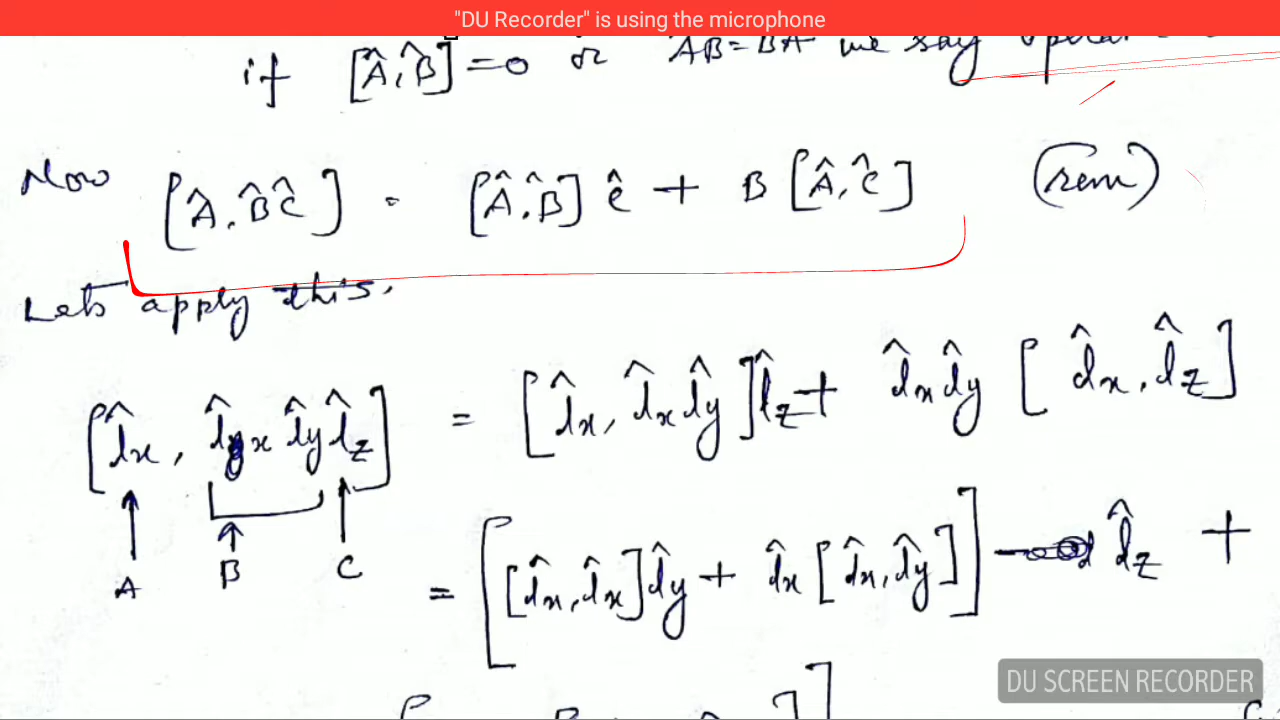 "DU Recorder" is using the microphone
if [Â, B̂] = 0 or AB = BA we say
Now [Â, B̂Ĉ] = [Â, B̂] Ĉ + B [Â, Ĉ] (rem)
Lets apply this.
[l̂x, l̂x l̂y l̂z] = [l̂x, l̂x l̂y] l̂z + l̂x l̂y [l̂x, l̂z]
A B C
= [[l̂x, l̂x] l̂y + l̂x [l̂x, l̂y]] l̂z +
DU SCREEN RECORDER